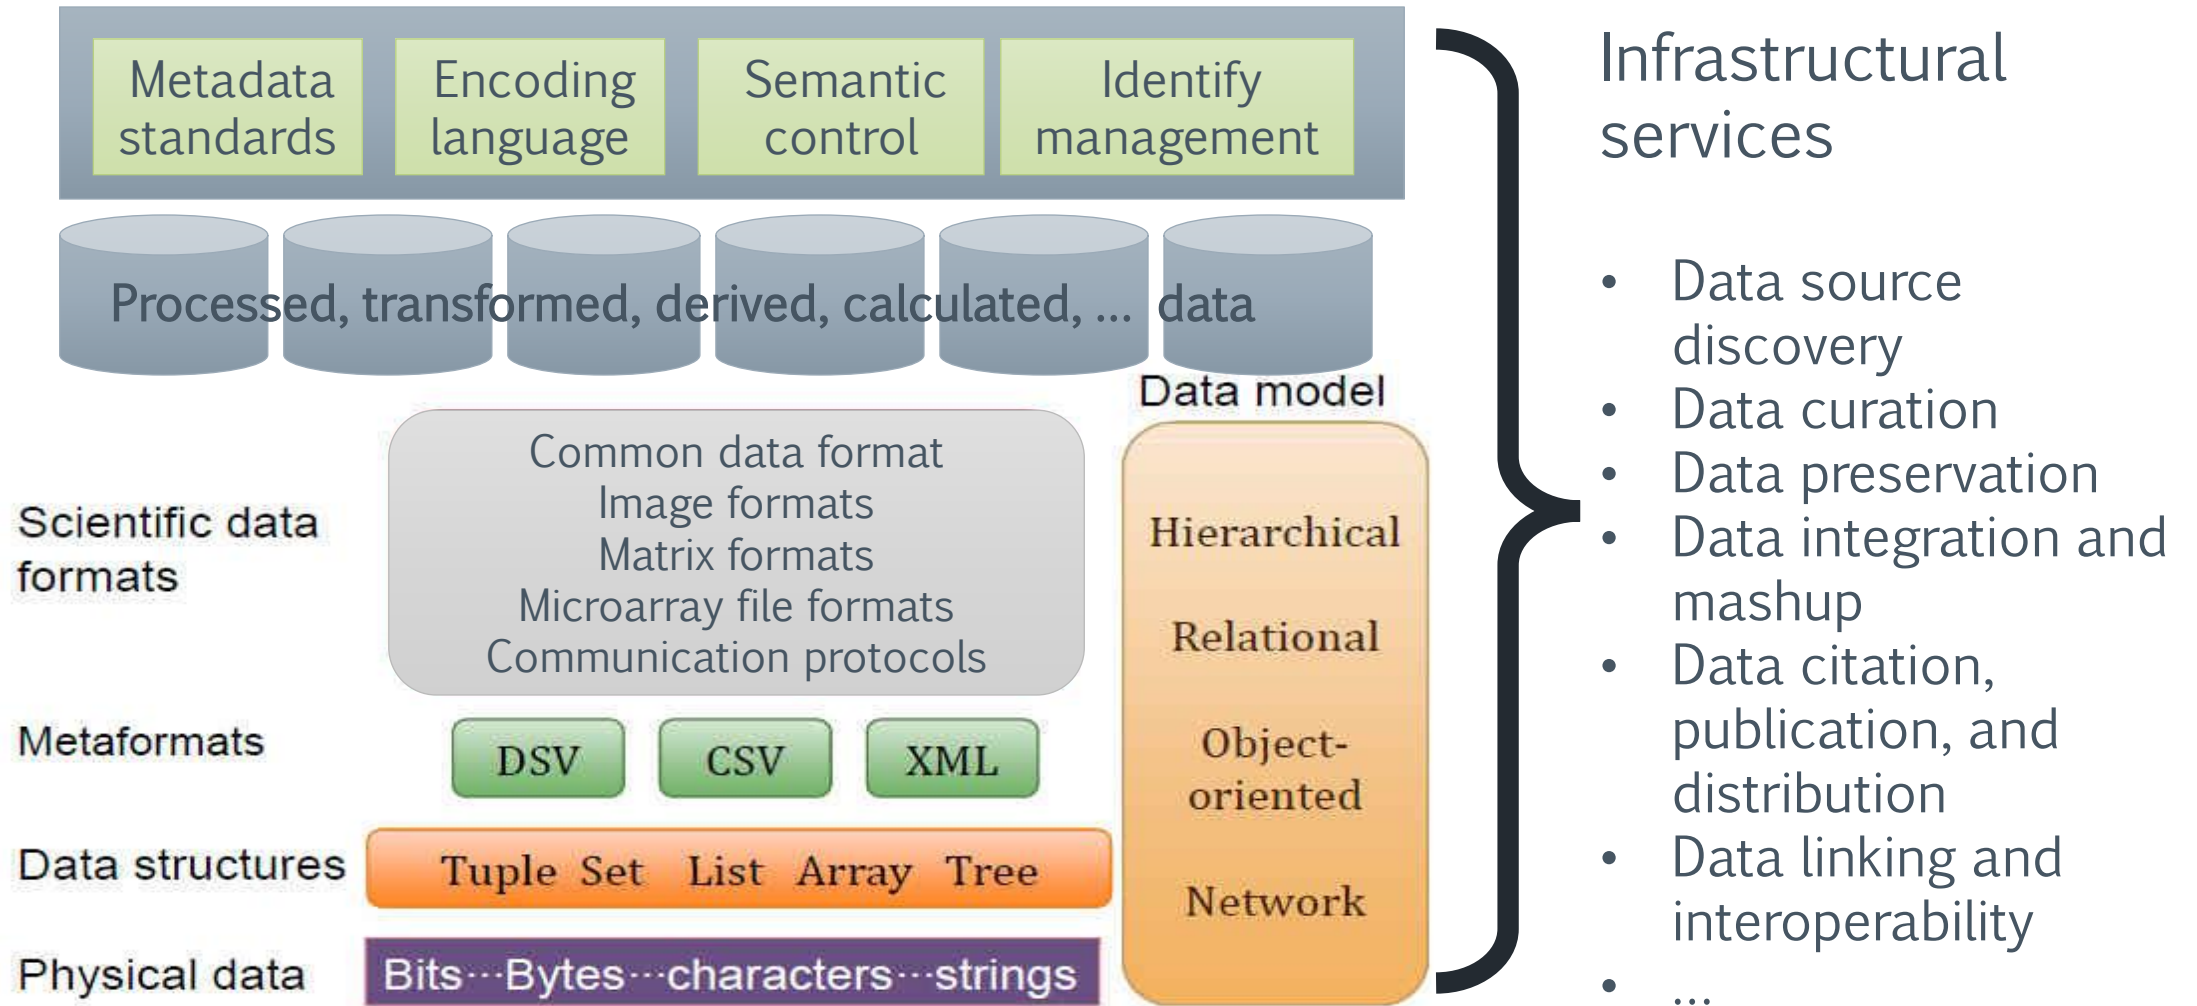 Metadata
standards
Encoding
language
Semantic
control
Identify
management
Processed, transformed, derived, calculated, ... data
Data model
Scientific data
formats
Common data format
Image formats
Matrix formats
Microarray file formats
Communication protocols
Metaformats
DSV CSV XML
Data structures
Tuple Set List Array Tree
Physical data
Bits···Bytes···characters···strings
Hierarchical
Relational
Object-
oriented
Network
Infrastructural
services
• Data source
discovery
• Data curation
• Data preservation
• Data integration and
mashup
• Data citation,
publication, and
distribution
• Data linking and
interoperability
• ...